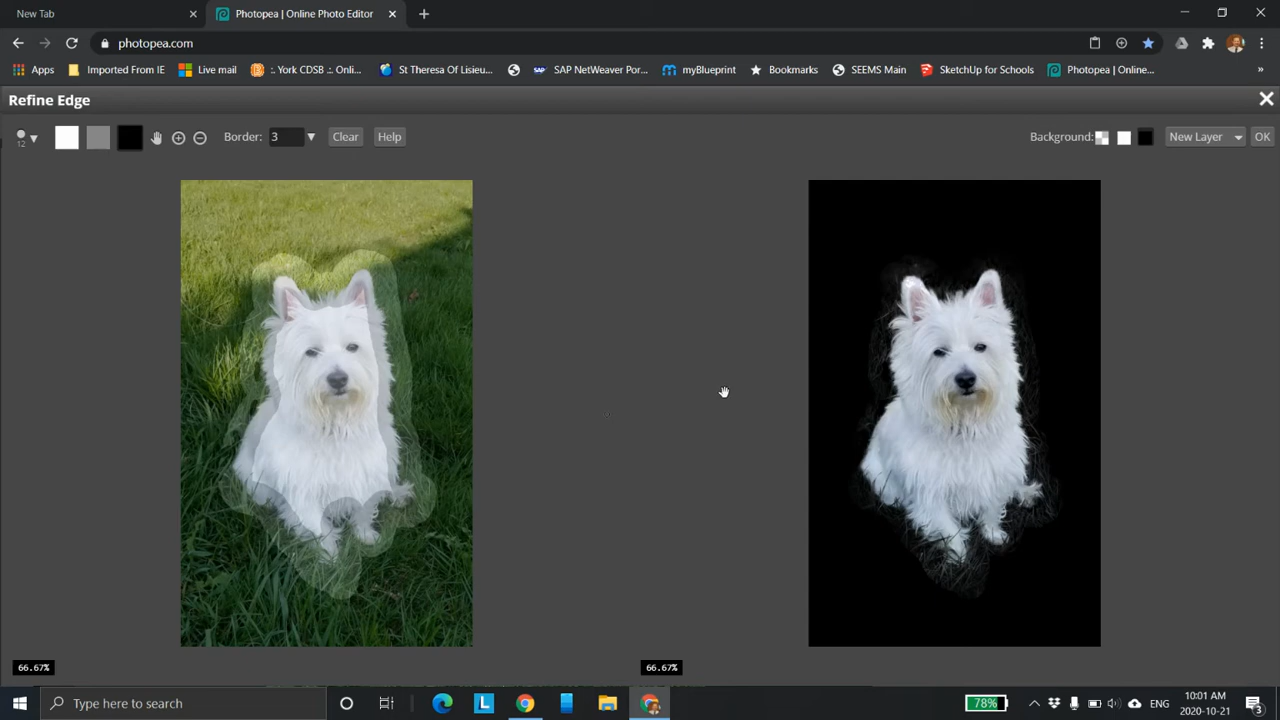 New Tab
Photopea | Online Photo Editor
photopea.com
Apps
Imported From IE
Live mail
:. York CDSB :. Onli...
St Theresa Of Lisieu...
SAP NetWeaver Por...
myBlueprint
Bookmarks
SEEMS Main
SketchUp for Schools
Photopea | Online...
»
Refine Edge
12
Border: 3
Clear
Help
Background:
New Layer
OK
66.67%
66.67%
Type here to search
L
78%
ENG
10:01 AM
2020-10-21
3